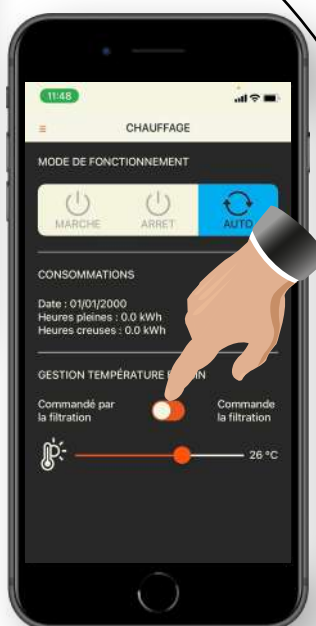 11:48
CHAUFFAGE
MODE DE FONCTIONNEMENT
MARCHE ARRET AUTO
CONSOMMATIONS
Date : 01/01/2000
Heures pleines : 0.0 kWh
Heures creuses : 0.0 kWh
GESTION TEMPÉRATURE
Commandé par
la filtration
Commande
la filtration
26 °C